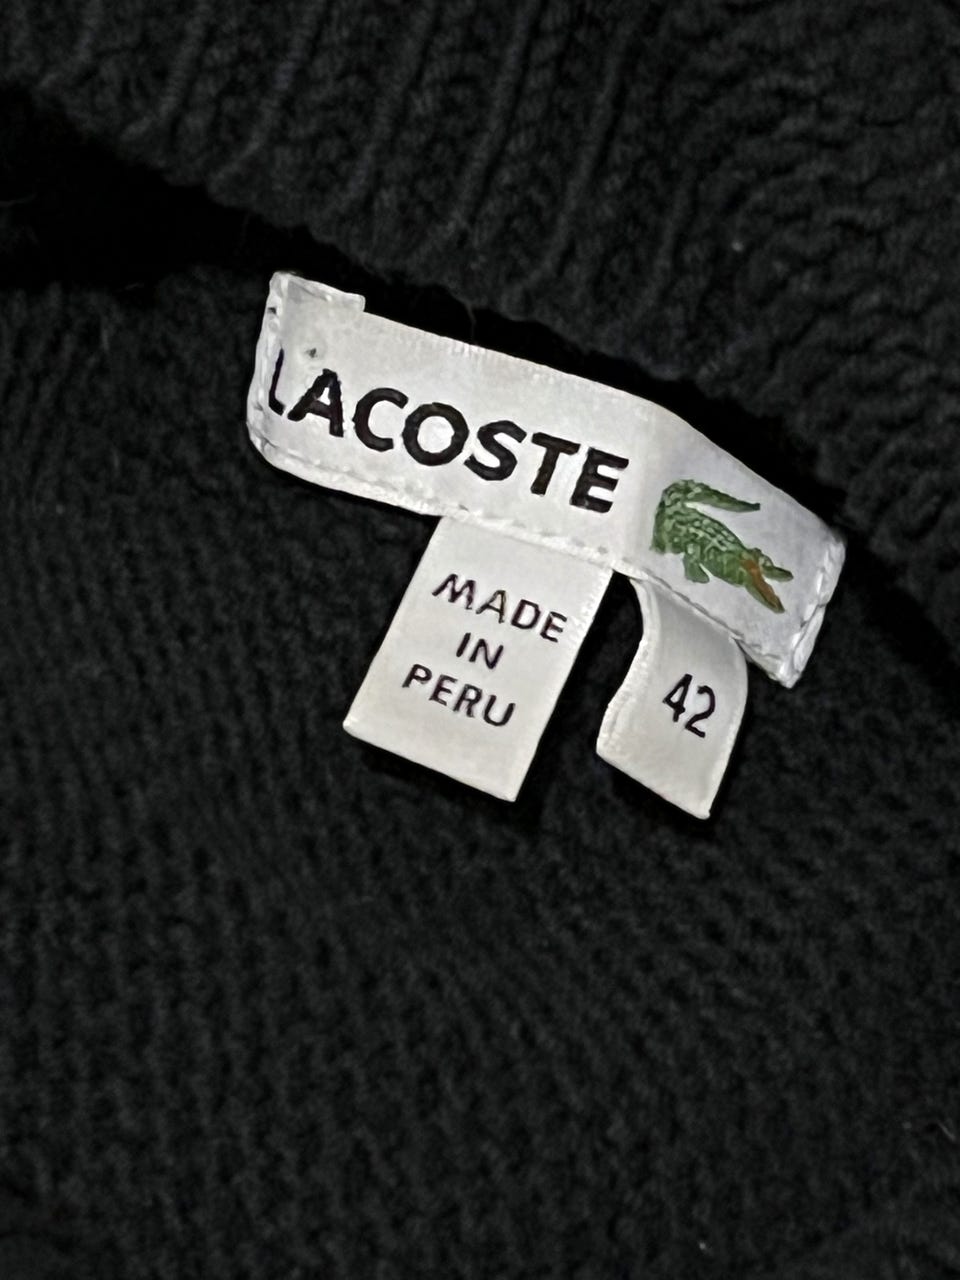 LACOSTE
MADE
IN
PERU
42